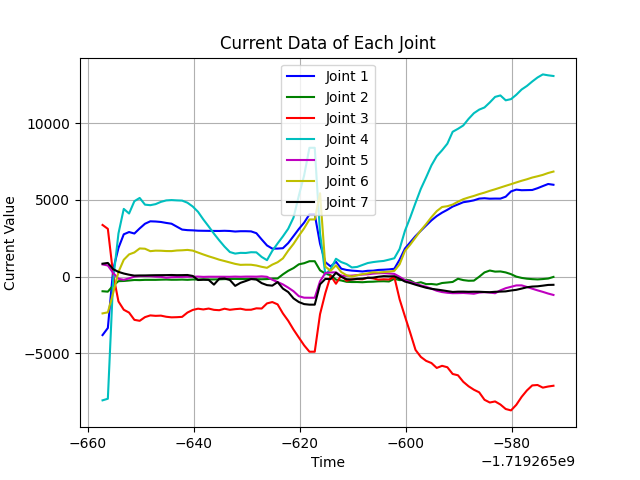 Current Data of Each Joint
Joint 1
Joint 2
Joint 3
Joint 4
Joint 5
Joint 6
Joint 7
10000
5000
0
−5000
Current Value
−660
−640
−620
−600
−580
Time
−1.719265e9